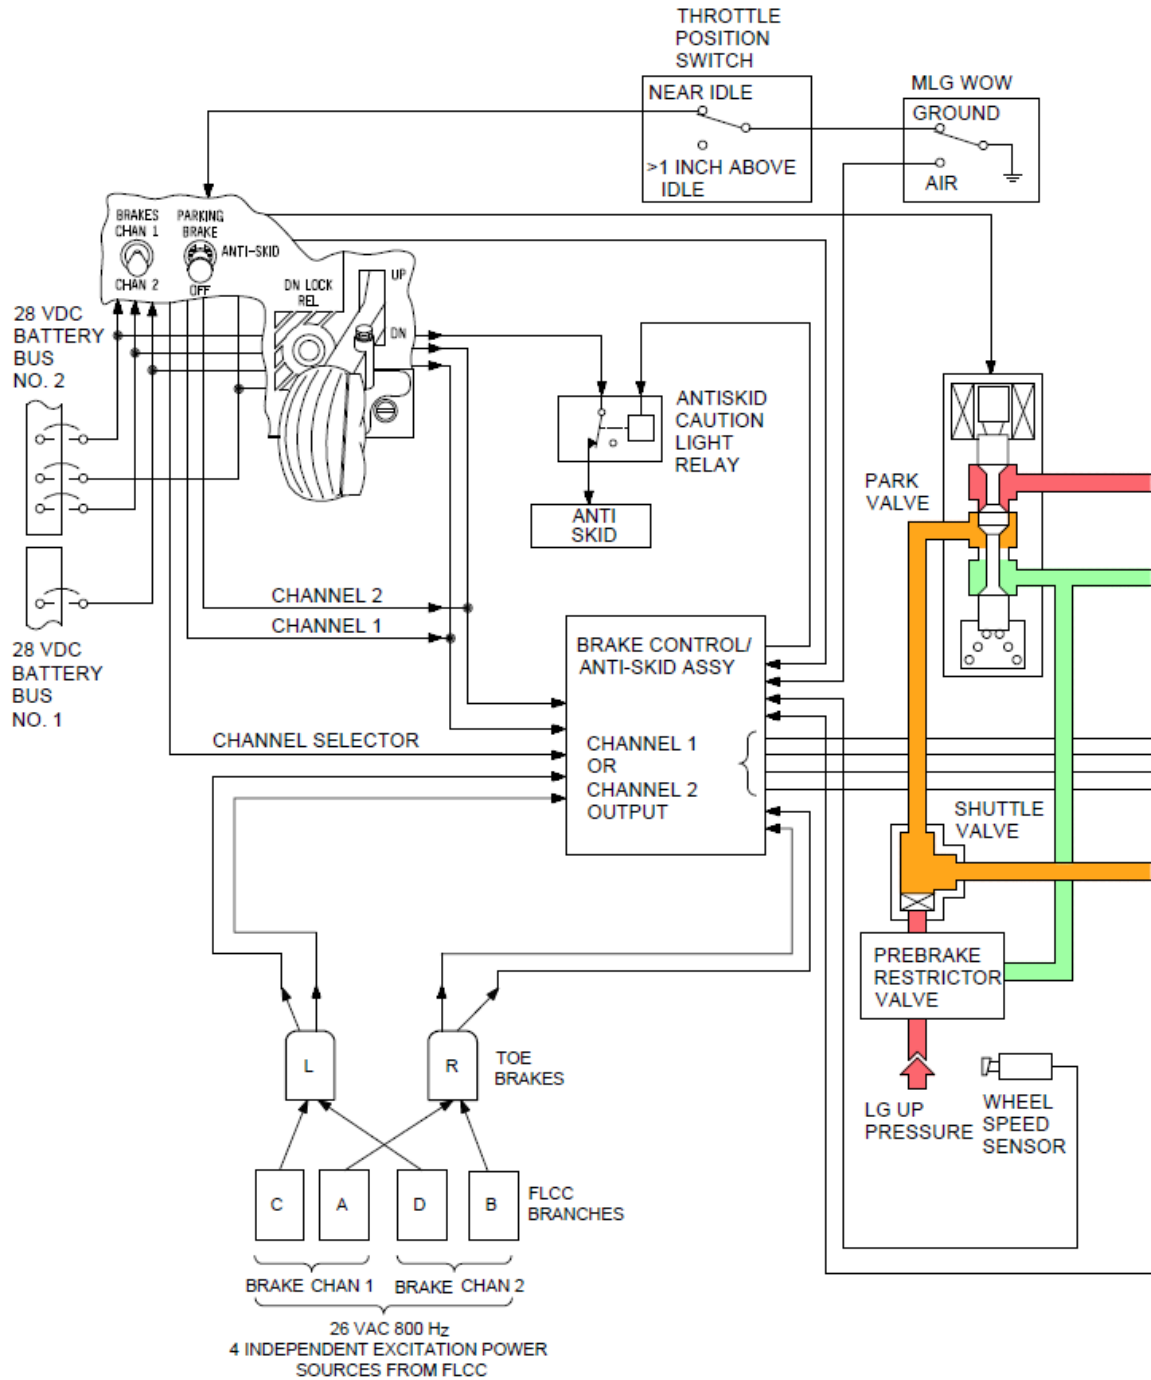 THROTTLE
POSITION
SWITCH
NEAR IDLE
>1 INCH ABOVE
IDLE
MLG WOW
GROUND
AIR
BRAKES
CHAN 1
CHAN 2
PARKING
BRAKE
ANTI-SKID
OFF
DN LOCK
REL
UP
DN
28 VDC
BATTERY
BUS
NO. 2
28 VDC
BATTERY
BUS
NO. 1
ANTISKID
CAUTION
LIGHT
RELAY
ANTI
SKID
PARK
VALVE
CHANNEL 2
CHANNEL 1
CHANNEL SELECTOR
BRAKE CONTROL/
ANTI-SKID ASSY
CHANNEL 1
OR
CHANNEL 2
OUTPUT
SHUTTLE
VALVE
PREBRAKE
RESTRICTOR
VALVE
LG UP
PRESSURE
WHEEL
SPEED
SENSOR
L
R
TOE
BRAKES
C
A
D
B
FLCC
BRANCHES
BRAKE CHAN 1
BRAKE CHAN 2
26 VAC 800 Hz
4 INDEPENDENT EXCITATION POWER
SOURCES FROM FLCC